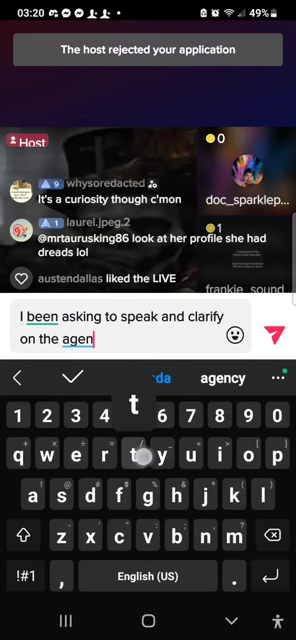 03:20
49%
The host rejected your application
Host
0
9 whysoredacted
It's a curiosity though c'mon
doc_sparklep...
1 laurel.jpeg.2
@mrtaurusking86 look at her profile she had
dreads lol
1
austendallas liked the LIVE
frankie_sound
I been asking to speak and clarify
on the agen
da
agency
t
1 2 3 4 6 7 8 9 0
q w e r t y u i o p
a s d f g h j k l
z x c v b n m
!#1 , English (US) .